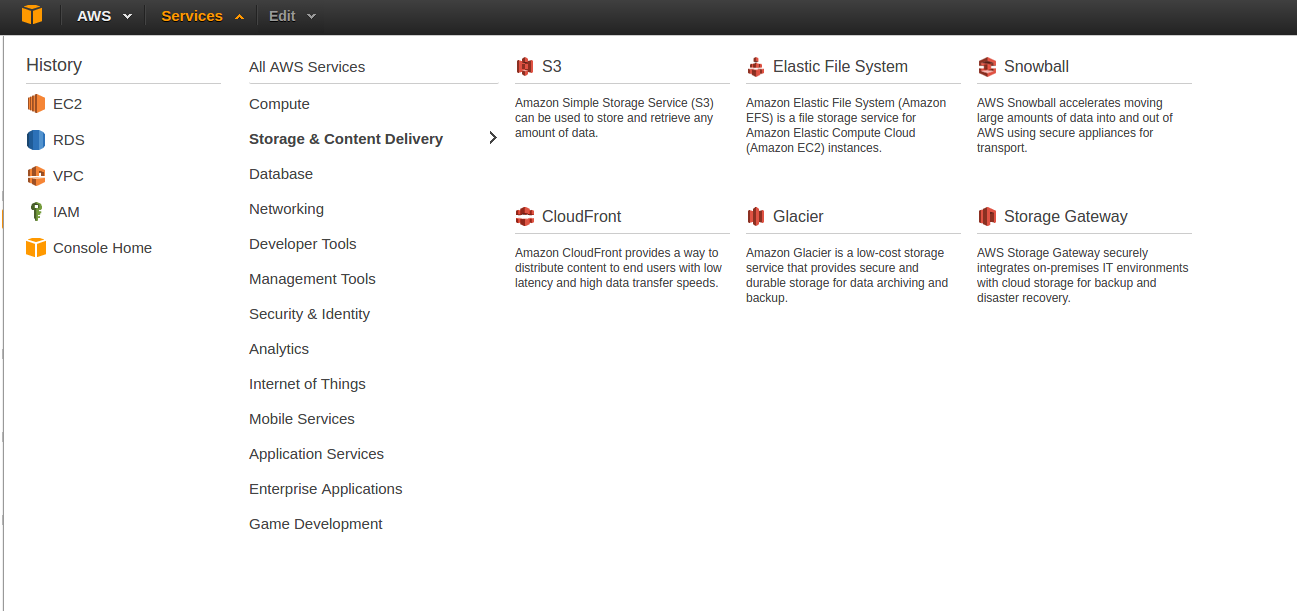 AWS Services Edit
History
EC2
RDS
VPC
IAM
Console Home
All AWS Services
Compute
Storage & Content Delivery
Database
Networking
Developer Tools
Management Tools
Security & Identity
Analytics
Internet of Things
Mobile Services
Application Services
Enterprise Applications
Game Development
S3
Amazon Simple Storage Service (S3)
can be used to store and retrieve any
amount of data.
Elastic File System
Amazon Elastic File System (Amazon
EFS) is a file storage service for
Amazon Elastic Compute Cloud
(Amazon EC2) instances.
Snowball
AWS Snowball accelerates moving
large amounts of data into and out of
AWS using secure appliances for
transport.
CloudFront
Amazon CloudFront provides a way to
distribute content to end users with low
latency and high data transfer speeds.
Glacier
Amazon Glacier is a low-cost storage
service that provides secure and
durable storage for data archiving and
backup.
Storage Gateway
AWS Storage Gateway securely
integrates on-premises IT environments
with cloud storage for backup and
disaster recovery.